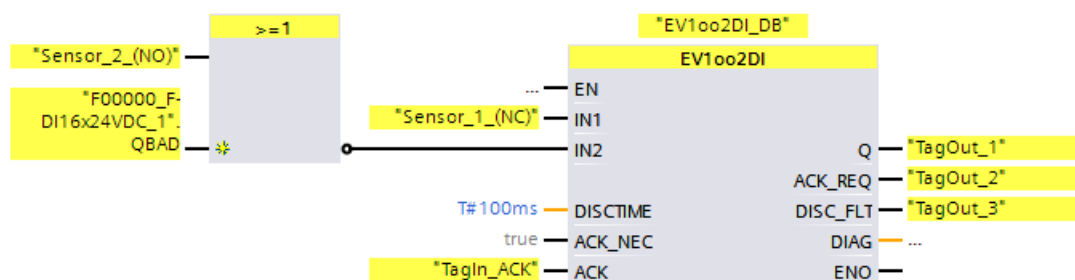 "EV1oo2DI_DB"
>=1
EV1oo2DI
"Sensor_2_(NO)"
... EN
"F00000_F-
DI16x24VDC_1".
QBAD
"Sensor_1_(NC)" IN1
IN2 Q "TagOut_1"
ACK_REQ "TagOut_2"
T#100ms DISCTIME DISC_FLT "TagOut_3"
true ACK_NEC DIAG ...
"TagIn_ACK" ACK ENO